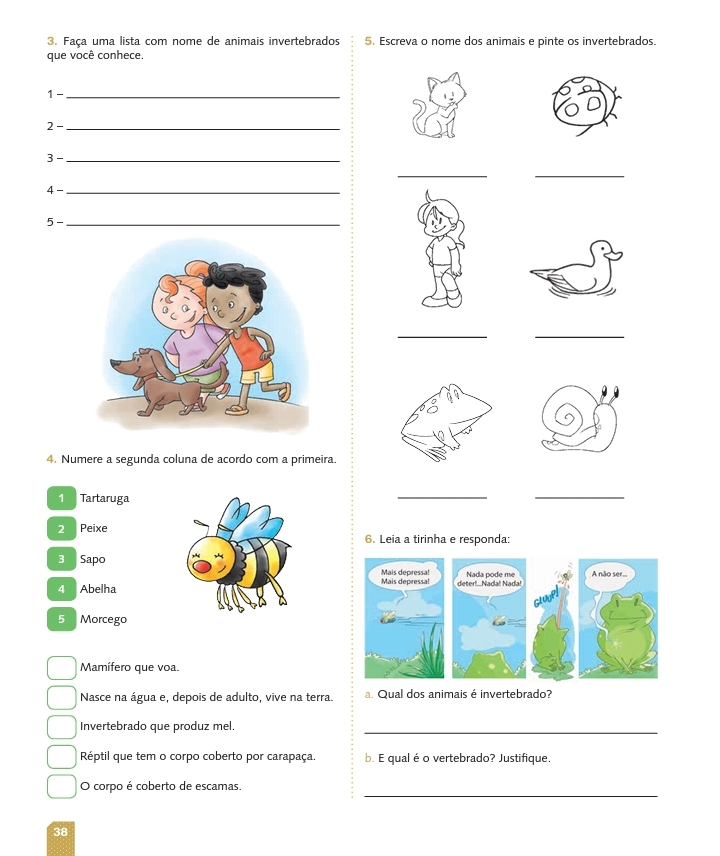 3. Faça uma lista com nome de animais invertebrados
que você conhece.
1 –
2 –
3 –
4 –
5 –
4. Numere a segunda coluna de acordo com a primeira.
1 Tartaruga
2 Peixe
3 Sapo
4 Abelha
5 Morcego
Mamífero que voa.
Nasce na água e, depois de adulto, vive na terra.
Invertebrado que produz mel.
Réptil que tem o corpo coberto por carapaça.
O corpo é coberto de escamas.
5. Escreva o nome dos animais e pinte os invertebrados.
6. Leia a tirinha e responda:
Mais depressa!
Mais depressa!
Nada pode me
deter!...Nada! Nada!
GLUUP!
A não ser...
a. Qual dos animais é invertebrado?
b. E qual é o vertebrado? Justifique.
38